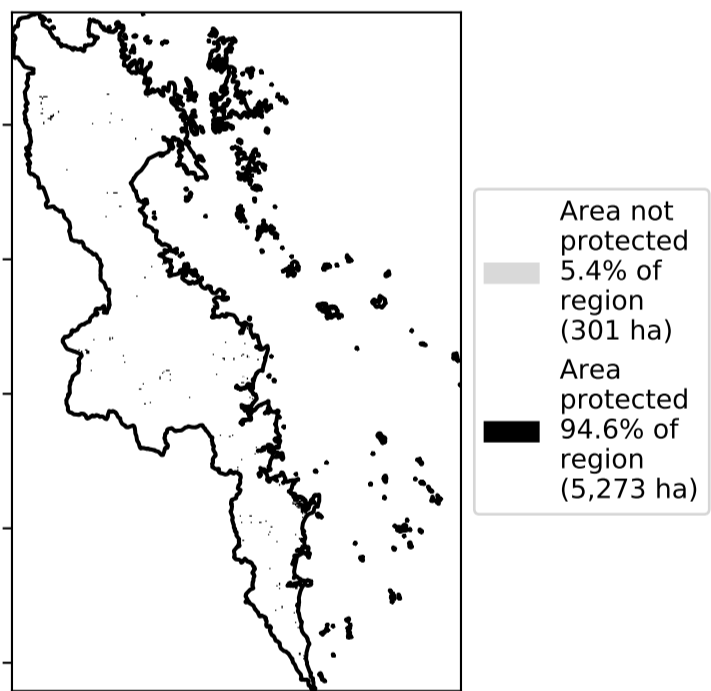 Area not
protected
5.4% of
region
(301 ha)
Area
protected
94.6% of
region
(5,273 ha)